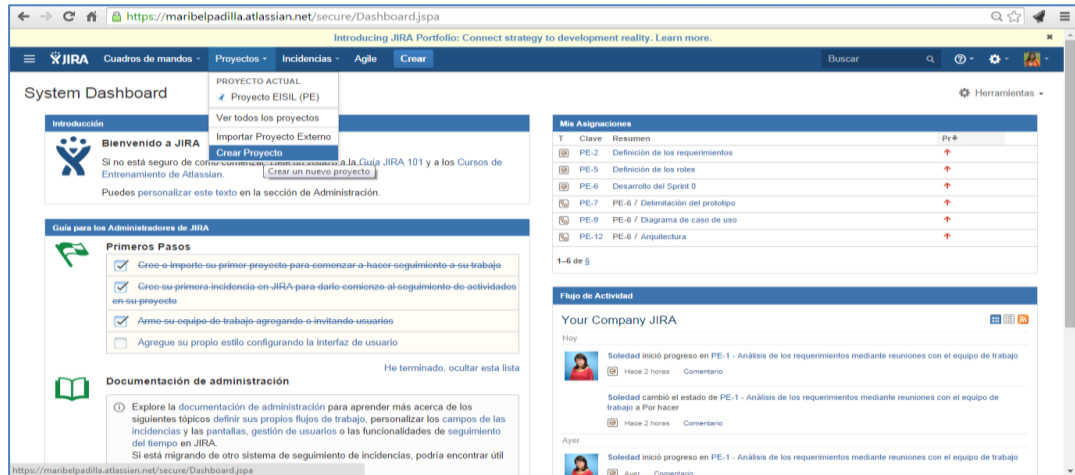 https://maribelpadilla.atlassian.net/secure/Dashboard.jspa
Introducing JIRA Portfolio: Connect strategy to development reality. Learn more.
JIRA Cuadros de mandos Proyectos Incidencias Agile Crear Buscar
PROYECTO ACTUAL
Proyecto EISIL (PE)
Ver todos los proyectos
Importar Proyecto Externo
Crear Proyecto
Crear un nuevo proyecto
System Dashboard
Herramientas
Introducción
Bienvenido a JIRA
Si no está seguro de como a la Guía JIRA 101 y a los Cursos de
Entrenamiento de Atlassian.
Puedes personalizar este texto en la sección de Administración.
Guía para los Administradores de JIRA
Primeros Pasos
Cree o importe su primer proyecto para comenzar a hacer seguimiento a su trabajo
Cree su primera incidencia en JIRA para darle comienzo al seguimiento de actividades
en su proyecto
Arme su equipo de trabajo agregando o invitando usuarios
Agregue su propio estilo configurando la interfaz de usuario
He terminado, ocultar esta lista
Documentación de administración
Explore la documentación de administración para aprender más acerca de los
siguientes tópicos definir sus propios flujos de trabajo, personalizar los campos de las
incidencias y las pantallas, gestión de usuarios o las funcionalidades de seguimiento
del tiempo en JIRA.
Si está migrando de otro sistema de seguimiento de incidencias, podría encontrar útil
Mis Asignaciones
T Clave Resumen Pr
PE-2 Definición de los requerimientos
PE-5 Definición de los roles
PE-6 Desarrollo del Sprint 0
PE-7 PE-6 / Delimitación del prototipo
PE-9 PE-6 / Diagrama de caso de uso
PE-12 PE-6 / Arquitectura
1–6 de 6
Flujo de Actividad
Your Company JIRA
Hoy
Soledad inició progreso en PE-1 - Análisis de los requerimientos mediante reuniones con el equipo de trabajo
Hace 2 horas Comentario
Soledad cambió el estado de PE-1 - Análisis de los requerimientos mediante reuniones con el equipo de
trabajo a Por hacer
Hace 2 horas Comentario
Ayer
Soledad inició progreso en PE-1 - Análisis de los requerimientos mediante reuniones con el equipo de trabajo
Ayer Comentario
https://maribelpadilla.atlassian.net/secure/Dashboard.jspa